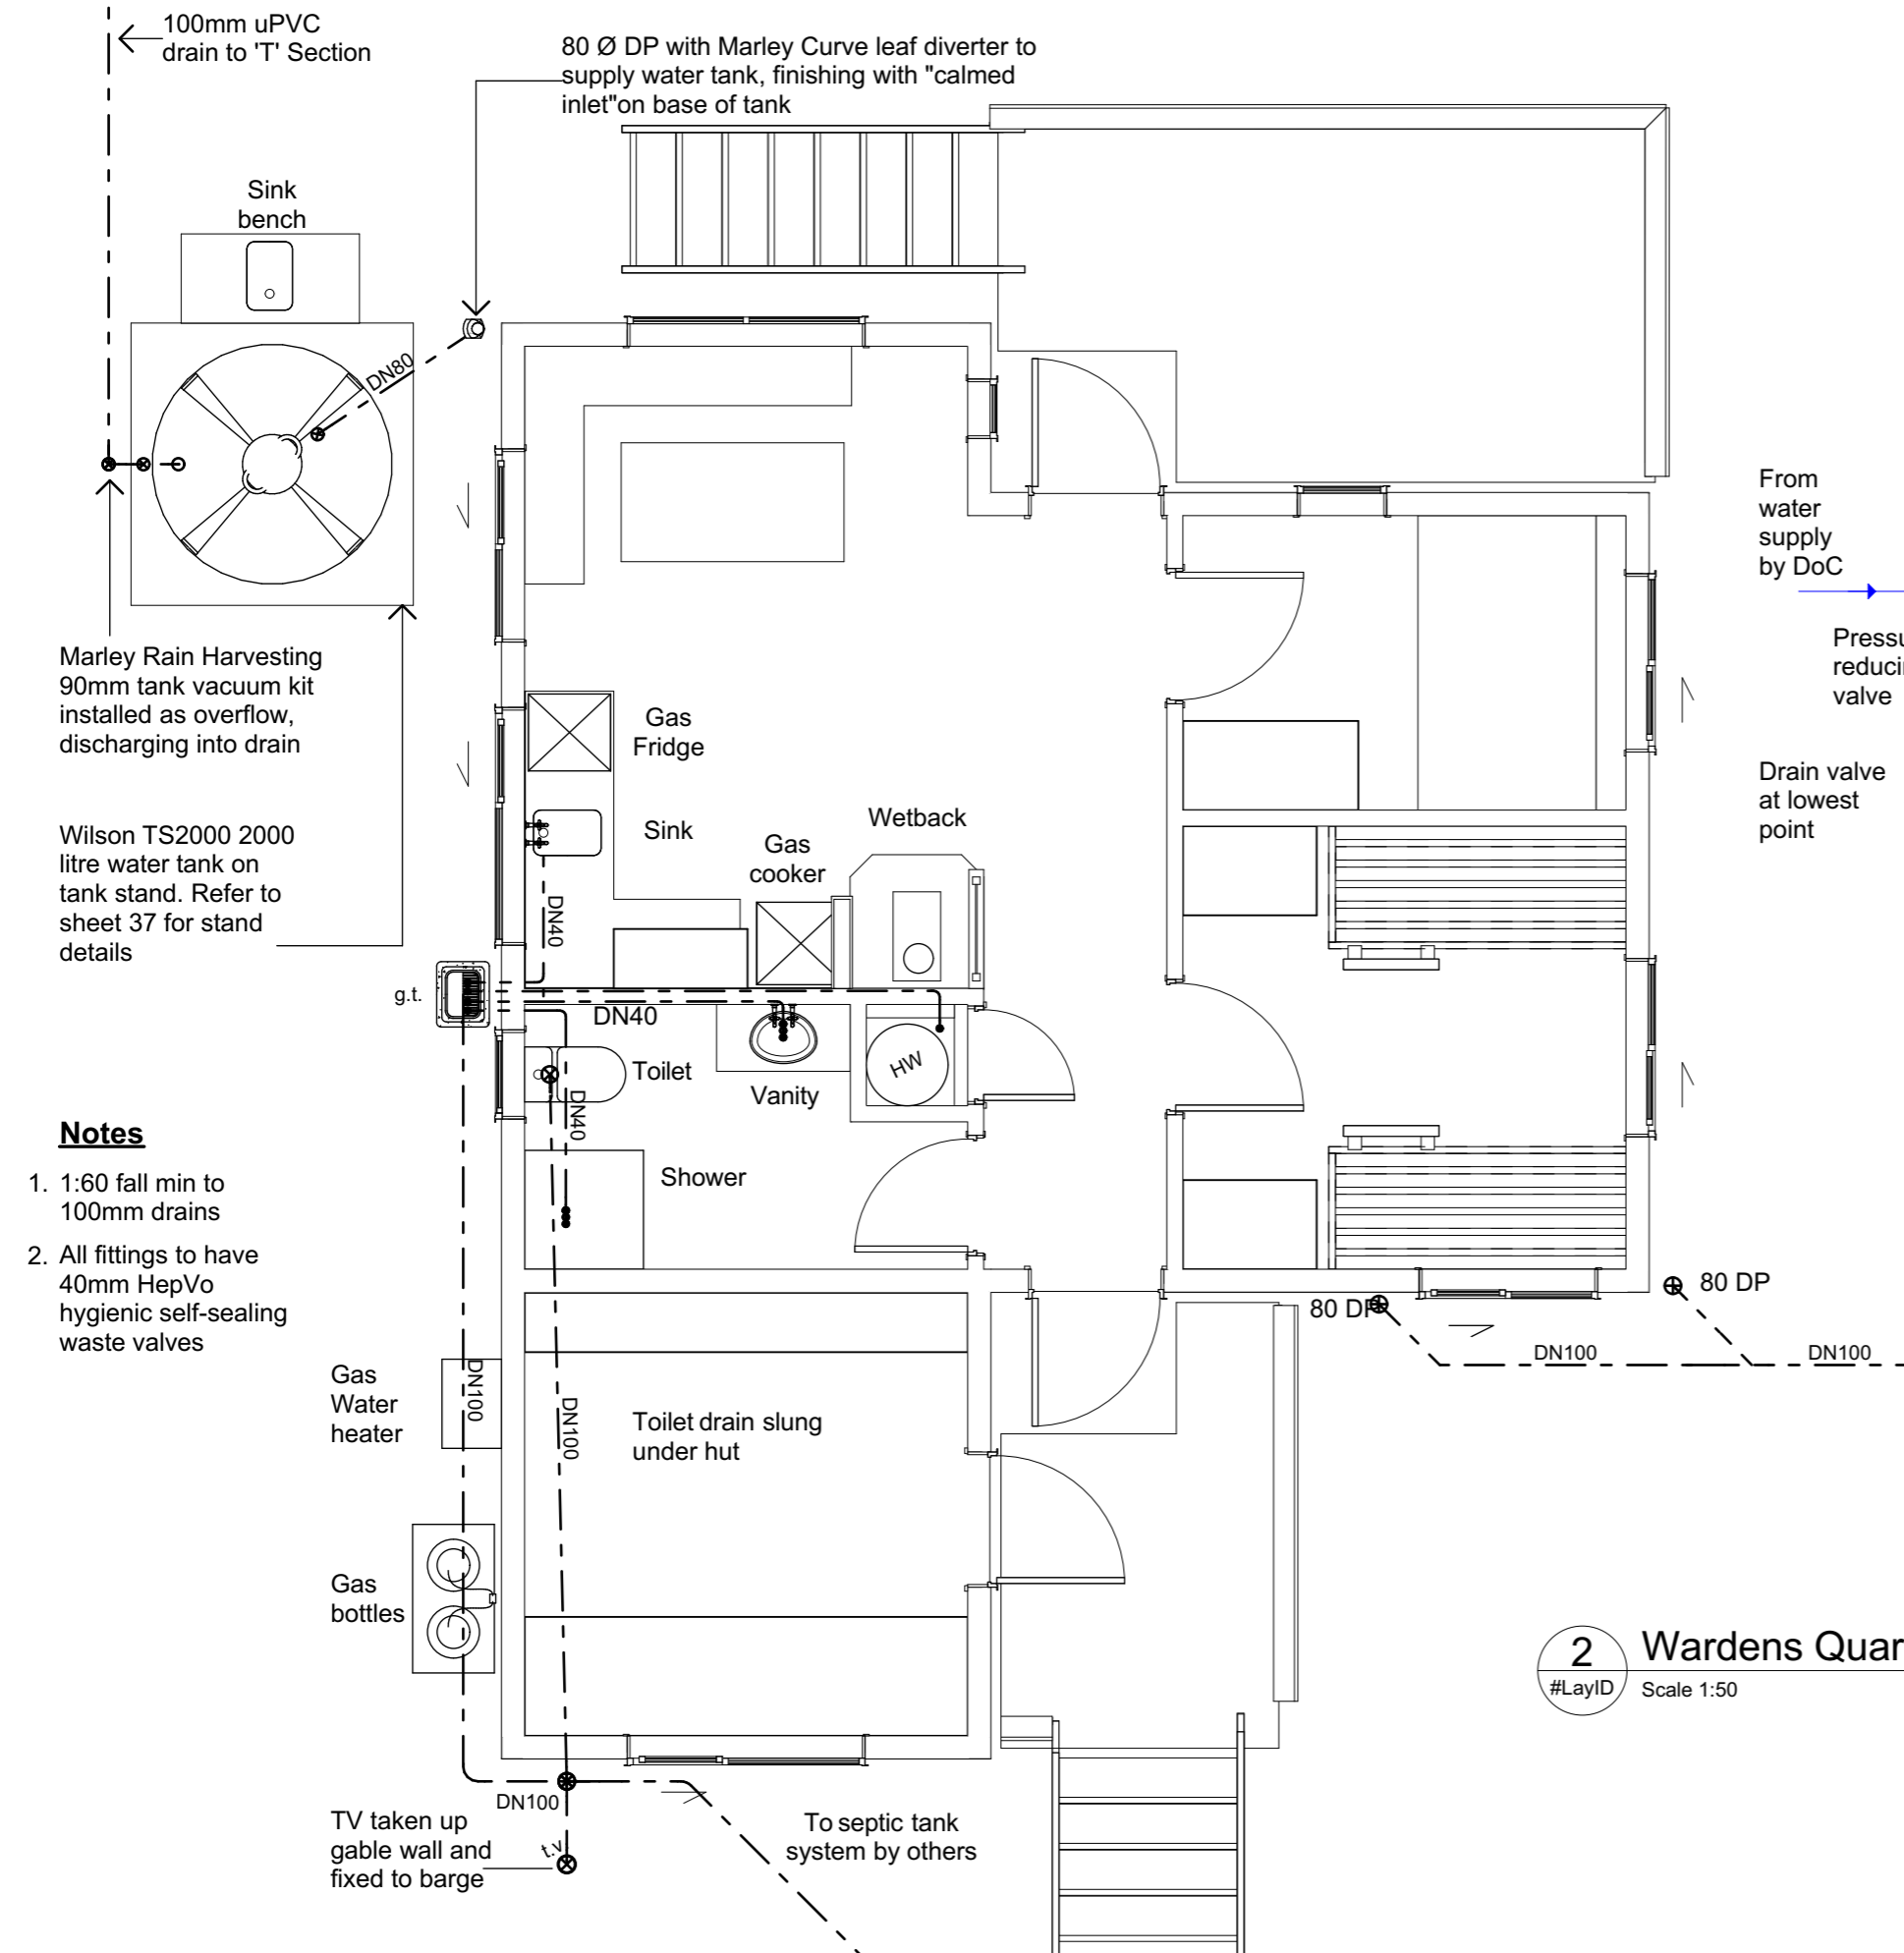 100mm uPVC
drain to 'T' Section
80 Ø DP with Marley Curve leaf diverter to
supply water tank, finishing with "calmed
inlet"on base of tank
Sink
bench
DN80
Marley Rain Harvesting
90mm tank vacuum kit
installed as overflow,
discharging into drain
Wilson TS2000 2000
litre water tank on
tank stand. Refer to
sheet 37 for stand
details
From
water
supply
by DoC
Pressu
reduci
valve
Drain valve
at lowest
point
Gas
Fridge
Sink
Gas
cooker
Wetback
DN40
g.t.
DN40
Toilet
Vanity
HW
DN40
Shower
Notes
1. 1:60 fall min to
100mm drains
2. All fittings to have
40mm HepVo
hygienic self-sealing
waste valves
80 DP
80 DP
DN100
DN100
Gas
Water
heater
DN100
DN100
Toilet drain slung
under hut
Gas
bottles
2
#LayID
Wardens Quar
Scale 1:50
DN100
TV taken up
gable wall and
fixed to barge
t.v.
To septic tank
system by others